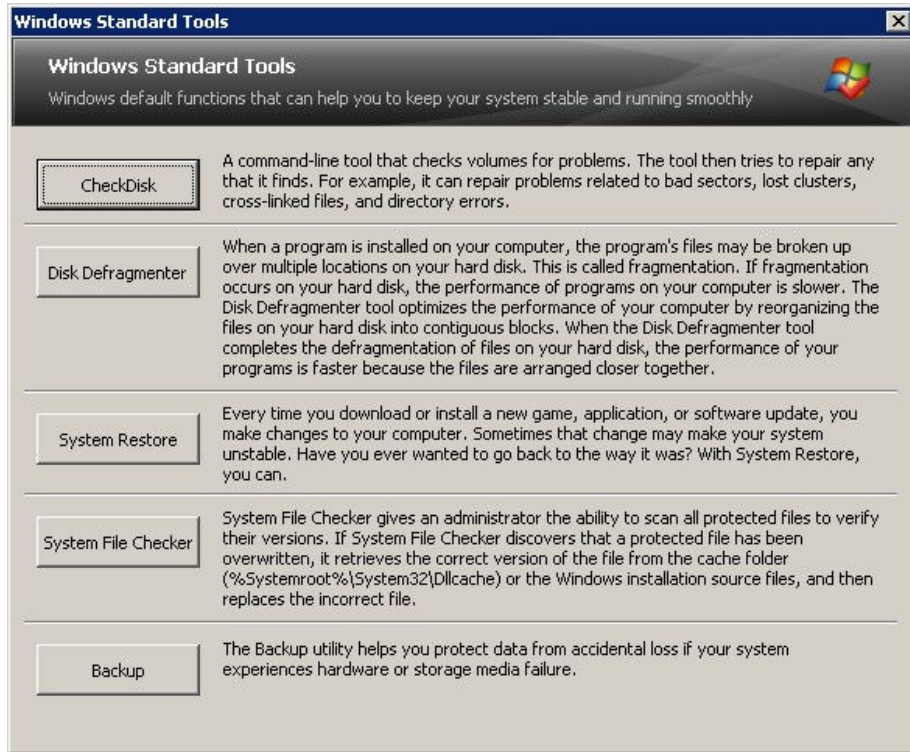 Windows Standard Tools
Windows Standard Tools
Windows default functions that can help you to keep your system stable and running smoothly
CheckDisk
A command-line tool that checks volumes for problems. The tool then tries to repair any
that it finds. For example, it can repair problems related to bad sectors, lost clusters,
cross-linked files, and directory errors.
Disk Defragmenter
When a program is installed on your computer, the program's files may be broken up
over multiple locations on your hard disk. This is called fragmentation. If fragmentation
occurs on your hard disk, the performance of programs on your computer is slower. The
Disk Defragmenter tool optimizes the performance of your computer by reorganizing the
files on your hard disk into contiguous blocks. When the Disk Defragmenter tool
completes the defragmentation of files on your hard disk, the performance of your
programs is faster because the files are arranged closer together.
System Restore
Every time you download or install a new game, application, or software update, you
make changes to your computer. Sometimes that change may make your system
unstable. Have you ever wanted to go back to the way it was? With System Restore,
you can.
System File Checker
System File Checker gives an administrator the ability to scan all protected files to verify
their versions. If System File Checker discovers that a protected file has been
overwritten, it retrieves the correct version of the file from the cache folder
(%Systemroot%\System32\Dllcache) or the Windows installation source files, and then
replaces the incorrect file.
Backup
The Backup utility helps you protect data from accidental loss if your system
experiences hardware or storage media failure.